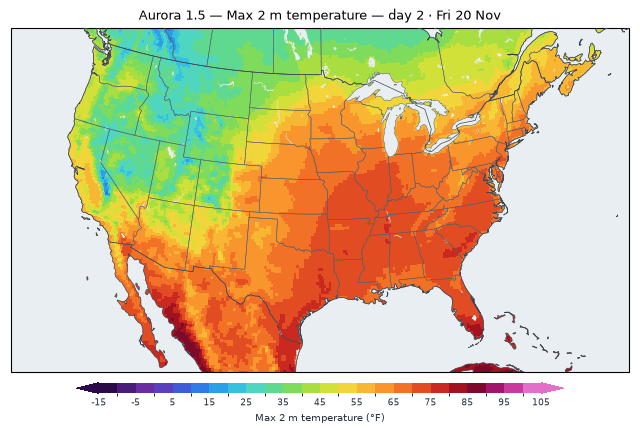 Aurora 1.5 — Max 2 m temperature — day 2 · Fri 20 Nov
-15 -5 5 15 25 35 45 55 65 75 85 95 105
Max 2 m temperature (°F)